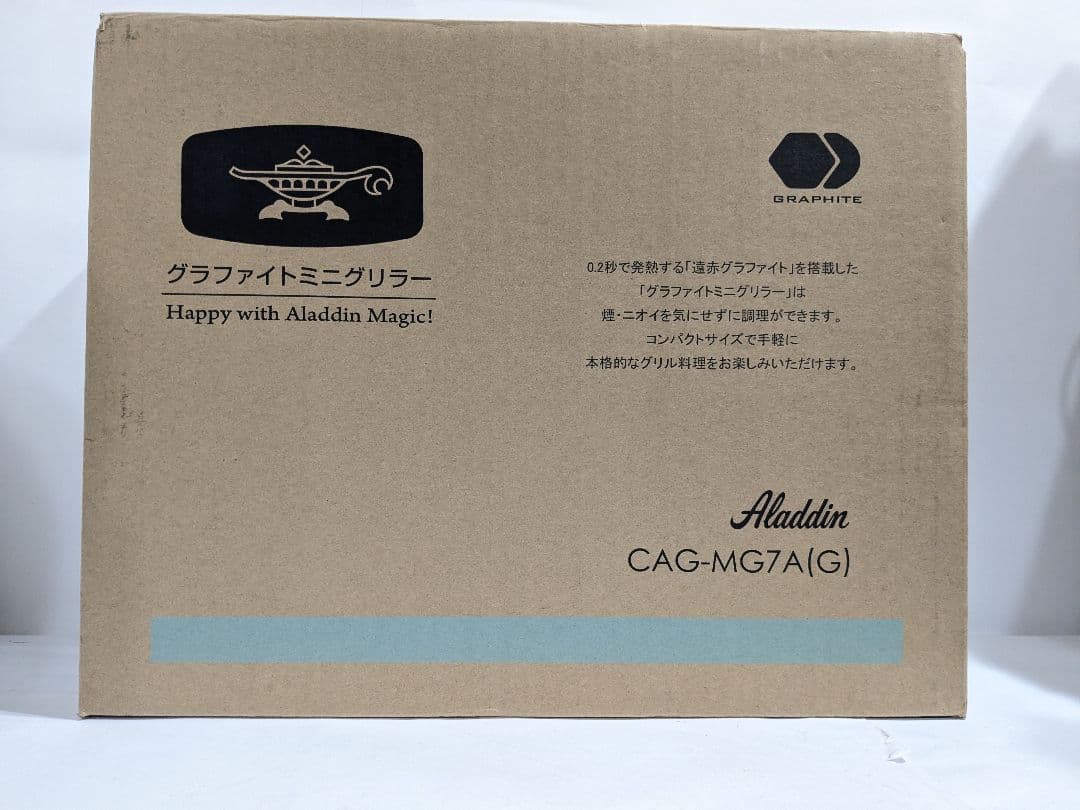 グラファイトミニグリラー
Happy with Aladdin Magic!
GRAPHITE
0.2秒で発熱する「遠赤グラファイト」を搭載した
「グラファイトミニグリラー」は
煙・ニオイを気にせずに調理ができます。
コンパクトサイズで手軽に
本格的なグリル料理をお楽しみいただけます。
Aladdin
CAG-MG7A(G)